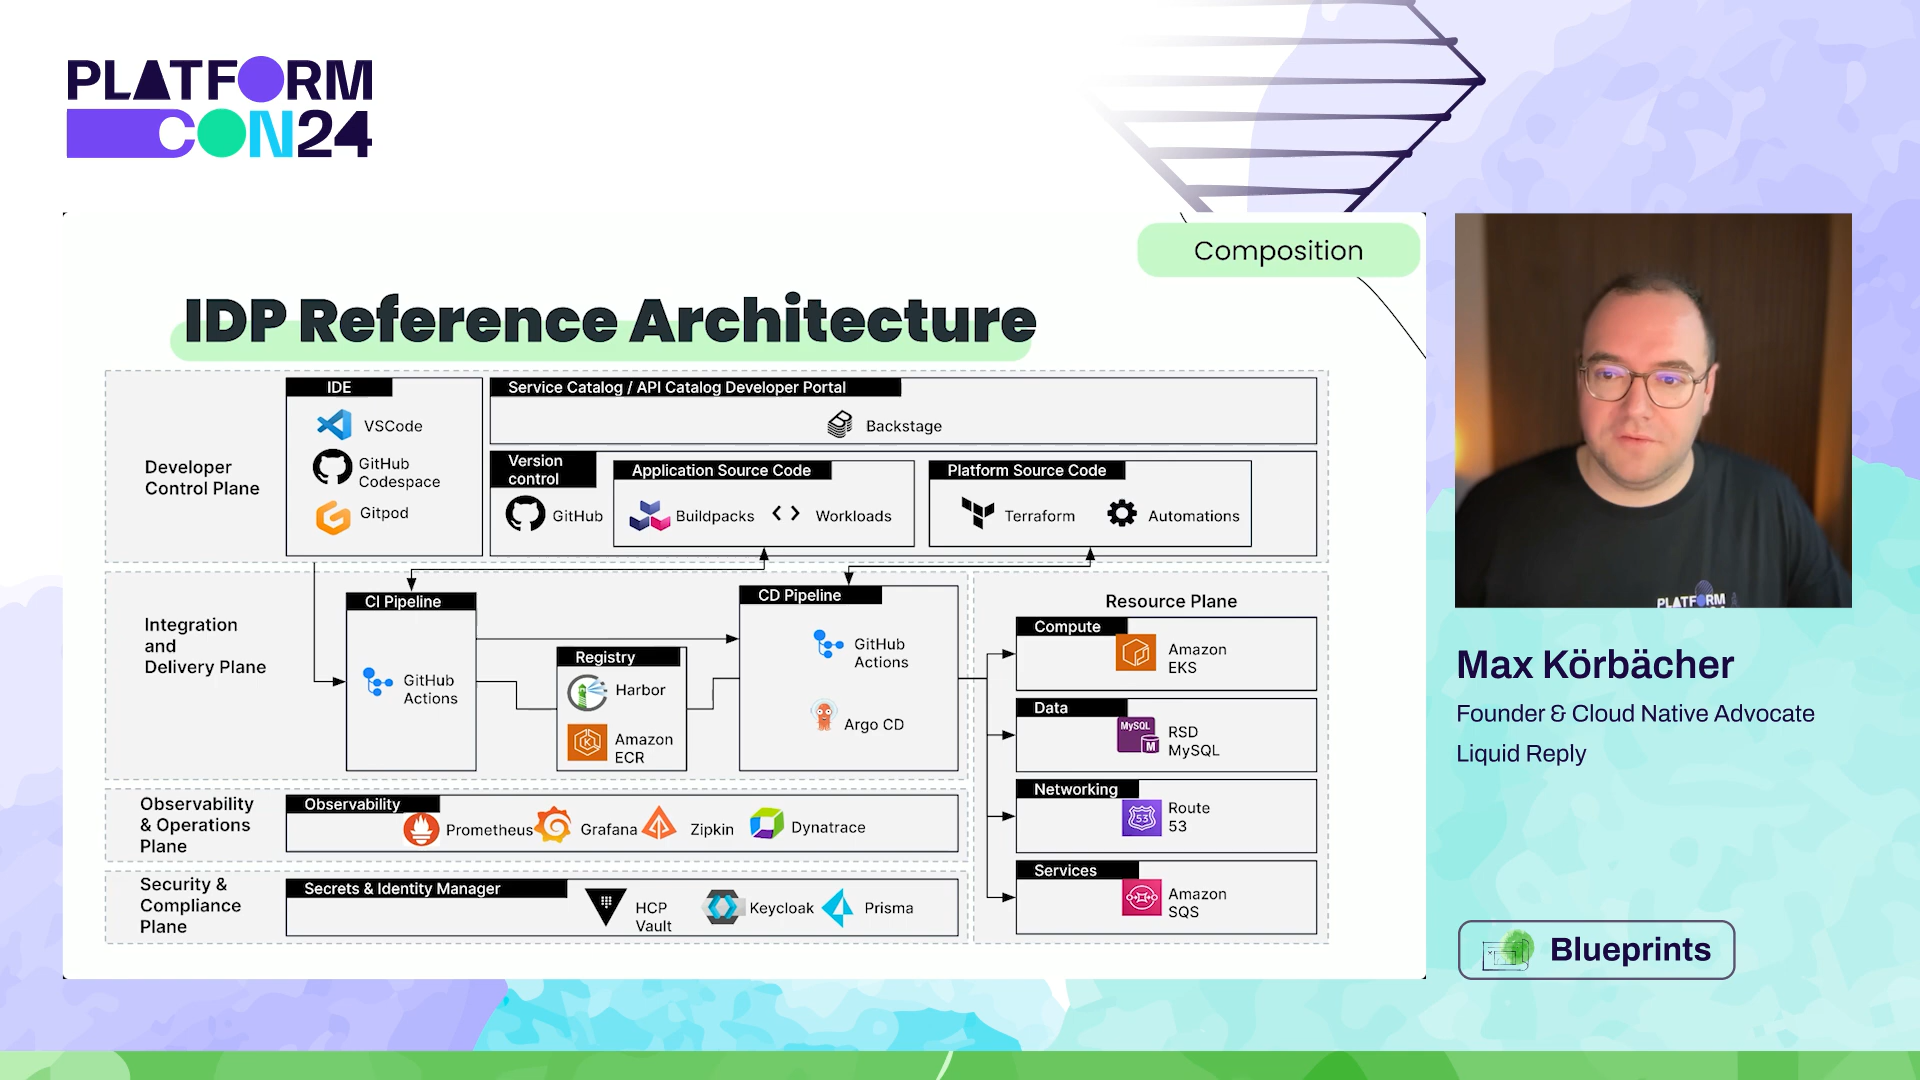 PLATFORM
CON24
Composition
IDP Reference Architecture
Developer
Control Plane
IDE
VSCode
GitHub
Codespace
Gitpod
Service Catalog / API Catalog Developer Portal
Backstage
Version
control
GitHub
Application Source Code
Buildpacks
Workloads
Platform Source Code
Terraform
Automations
Integration
and
Delivery Plane
CI Pipeline
GitHub
Actions
Registry
Harbor
Amazon
ECR
CD Pipeline
GitHub
Actions
Argo CD
Resource Plane
Compute
Amazon
EKS
Data
MySQL
M
RSD
MySQL
Networking
53
Route
53
Services
Amazon
SQS
Observability
& Operations
Plane
Observability
Prometheus
Grafana
Zipkin
Dynatrace
Security &
Compliance
Plane
Secrets & Identity Manager
HCP
Vault
Keycloak
Prisma
PLATFORM
Max Körbächer
Founder & Cloud Native Advocate
Liquid Reply
Blueprints